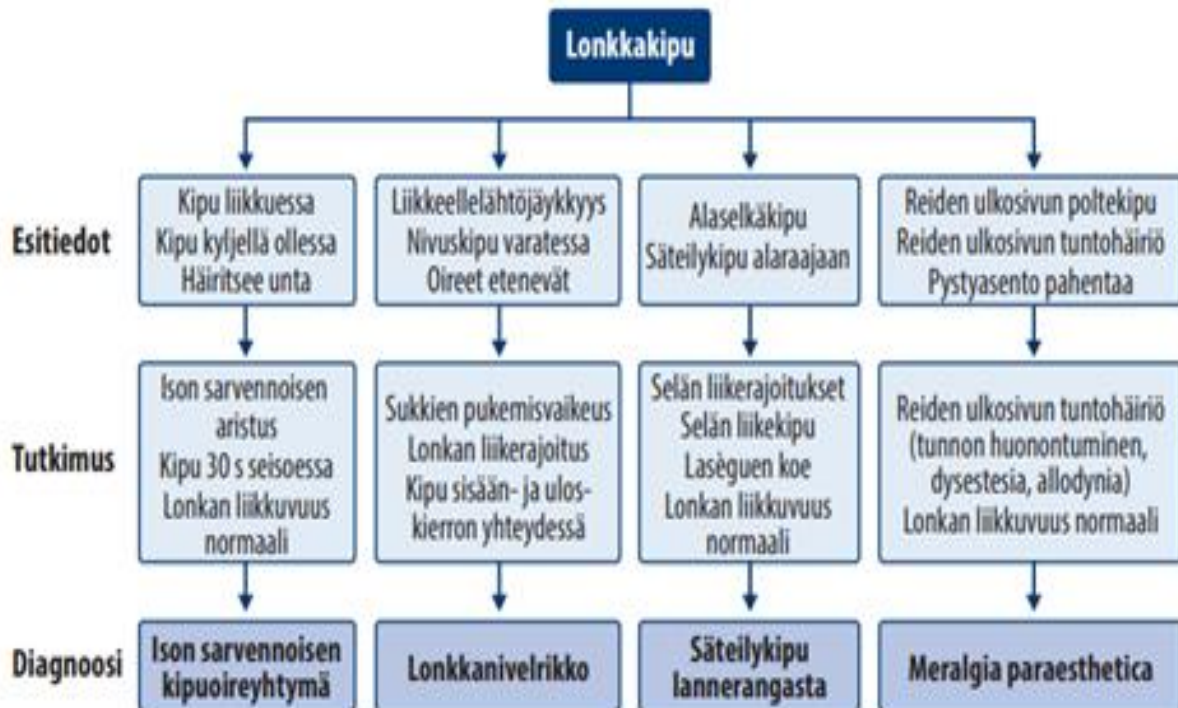 Lonkkakipu
Esitiedot
Kipu liikkuessa
Kipu kyljellä ollessa
Häiritsee unta
Liikkeellelähtöjäykkyys
Nivuskipu varatessa
Oireet etenevät
Alaselkäkipu
Säteilykipu alaraajaan
Reiden ulkosivun poltekipu
Reiden ulkosivun tuntohäiriö
Pystyasento pahentaa
Tutkimus
Ison sarvennoisen
aristus
Kipu 30 s seisoessa
Lonkan liikkuvuus
normaali
Sukkien pukemisvaikeus
Lonkan liikerajoitus
Kipu sisään- ja ulos-
kierron yhteydessä
Selän liikerajoitukset
Selän liikekipu
Lasèguen koe
Lonkan liikkuvuus
normaali
Reiden ulkosivun tuntohäiriö
(tunnon huonontuminen,
dysestesia, allodynia)
Lonkan liikkuvuus normaali
Diagnoosi
Ison sarvennoisen
kipuoireyhtymä
Lonkkanivelrikko
Säteilykipu
lannerangasta
Meralgia paraesthetica